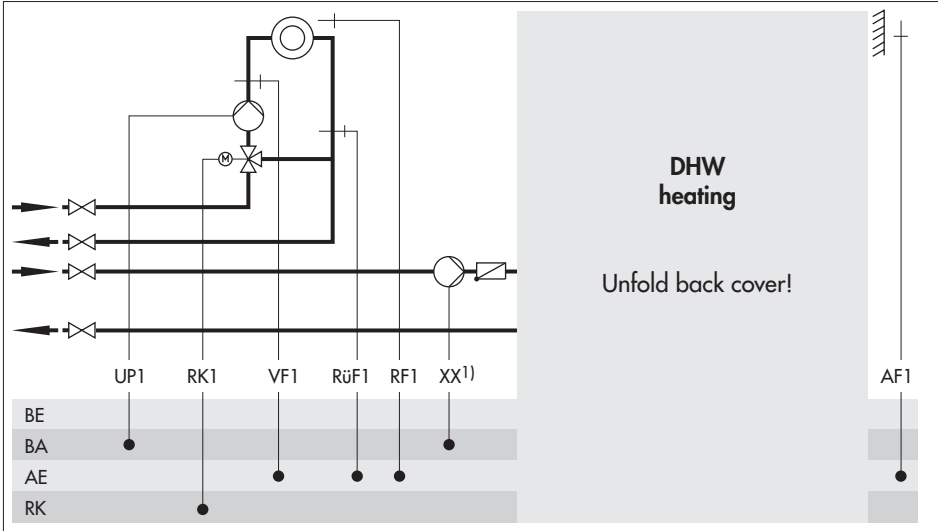 M
DHW
heating
Unfold back cover!
UP1 RK1 VF1 RüF1 RF1 XX1) AF1
BE
BA
AE
RK